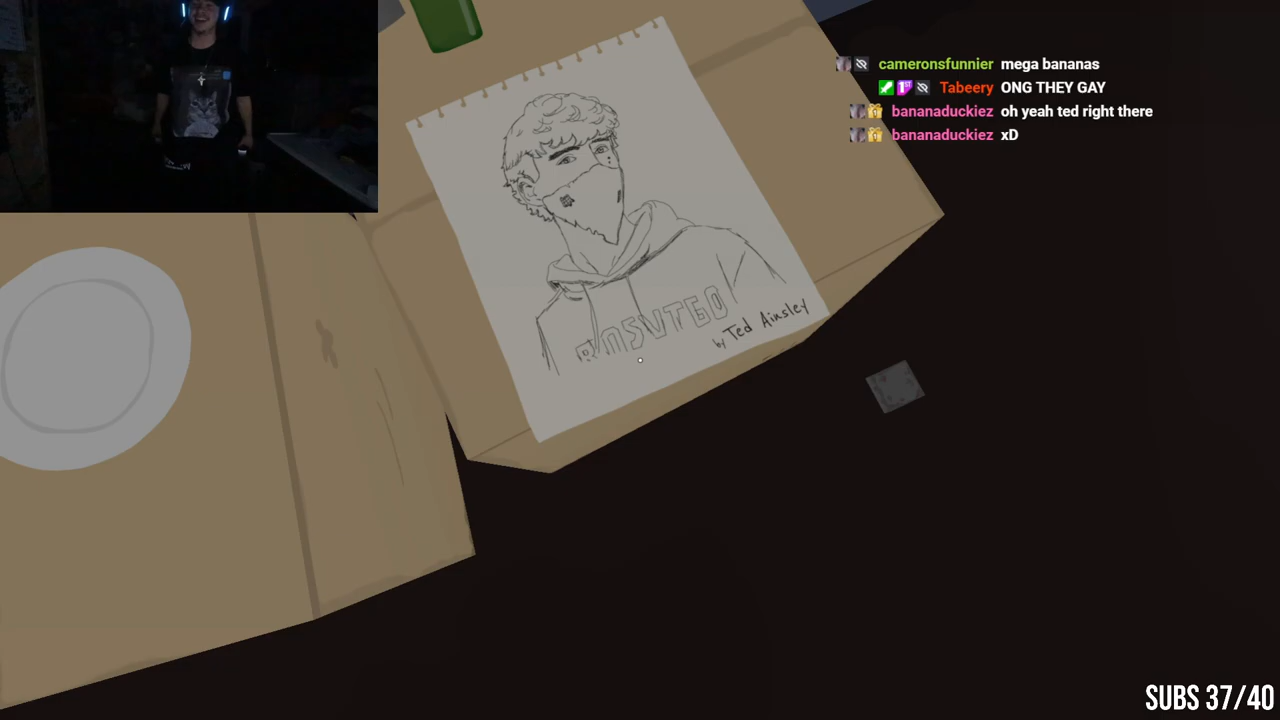 cameronsfunnier mega bananas
Tabeery ONG THEY GAY
bananaduckiez oh yeah ted right there
bananaduckiez xD
by Ted Ainsley
SUBS 37/40